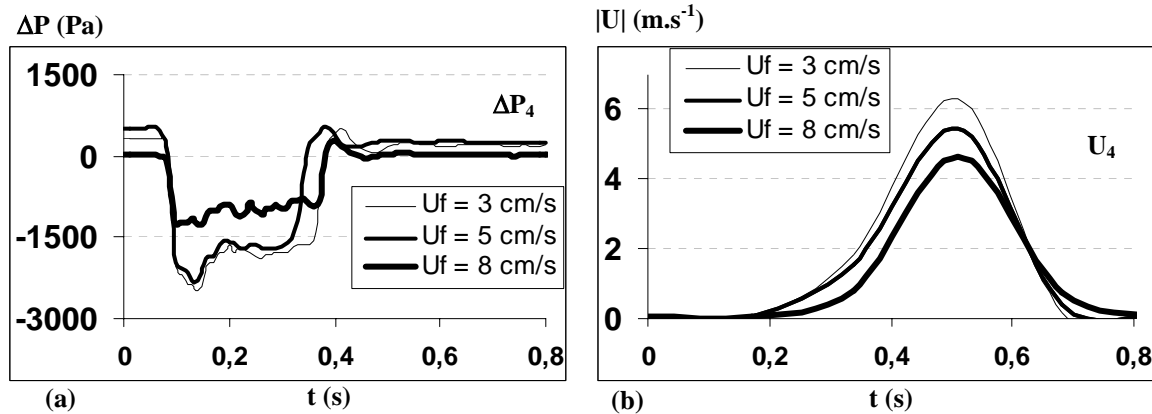 ΔP (Pa)
1500
0
-1500
-3000
ΔP₄
Uf = 3 cm/s
Uf = 5 cm/s
Uf = 8 cm/s
0 0,2 0,4 0,6 0,8
(a) t (s)
|U| (m.s⁻¹)
6
4
2
0
Uf = 3 cm/s
Uf = 5 cm/s
Uf = 8 cm/s
U₄
0 0,2 0,4 0,6 0,8
(b) t (s)